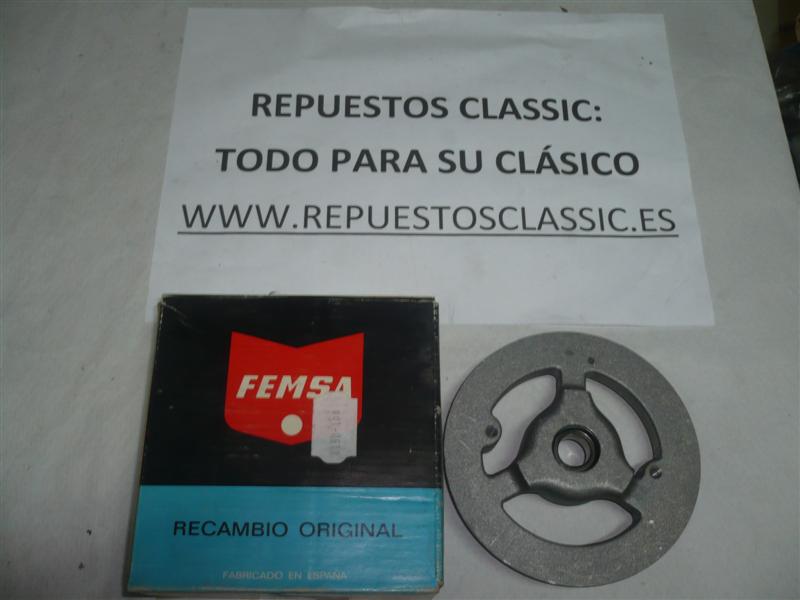 REPUESTOS CLASSIC:
TODO PARA SU CLÁSICO
WWW.REPUESTOSCLASSIC.ES
FEMSA
RECAMBIO ORIGINAL
FABRICADO EN ESPAÑA